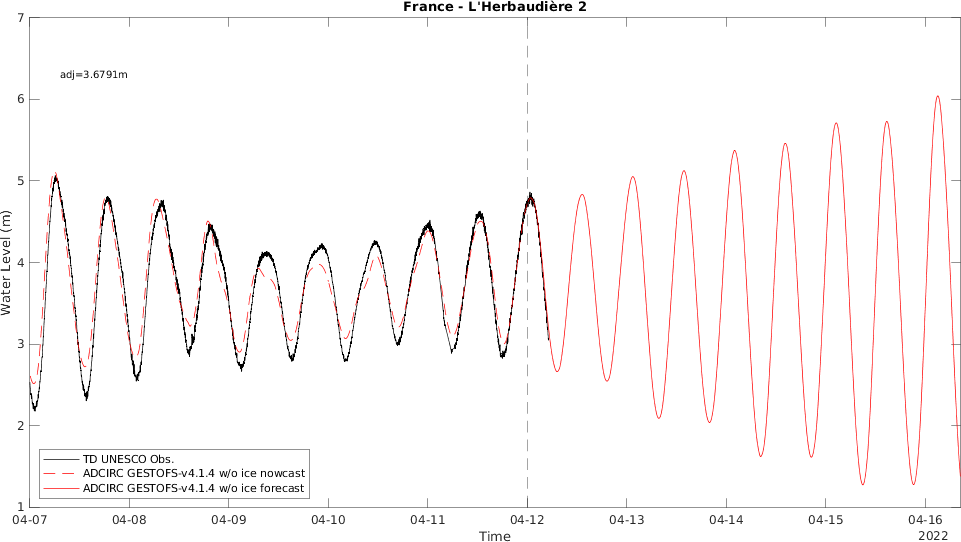 France - L'Herbaudière 2
7
6
5
4
3
2
1
Water Level (m)
adj=3.6791m
TD UNESCO Obs.
ADCIRC GESTOFS-v4.1.4 w/o ice nowcast
ADCIRC GESTOFS-v4.1.4 w/o ice forecast
04-07 04-08 04-09 04-10 04-11 04-12 04-13 04-14 04-15 04-16
2022
Time